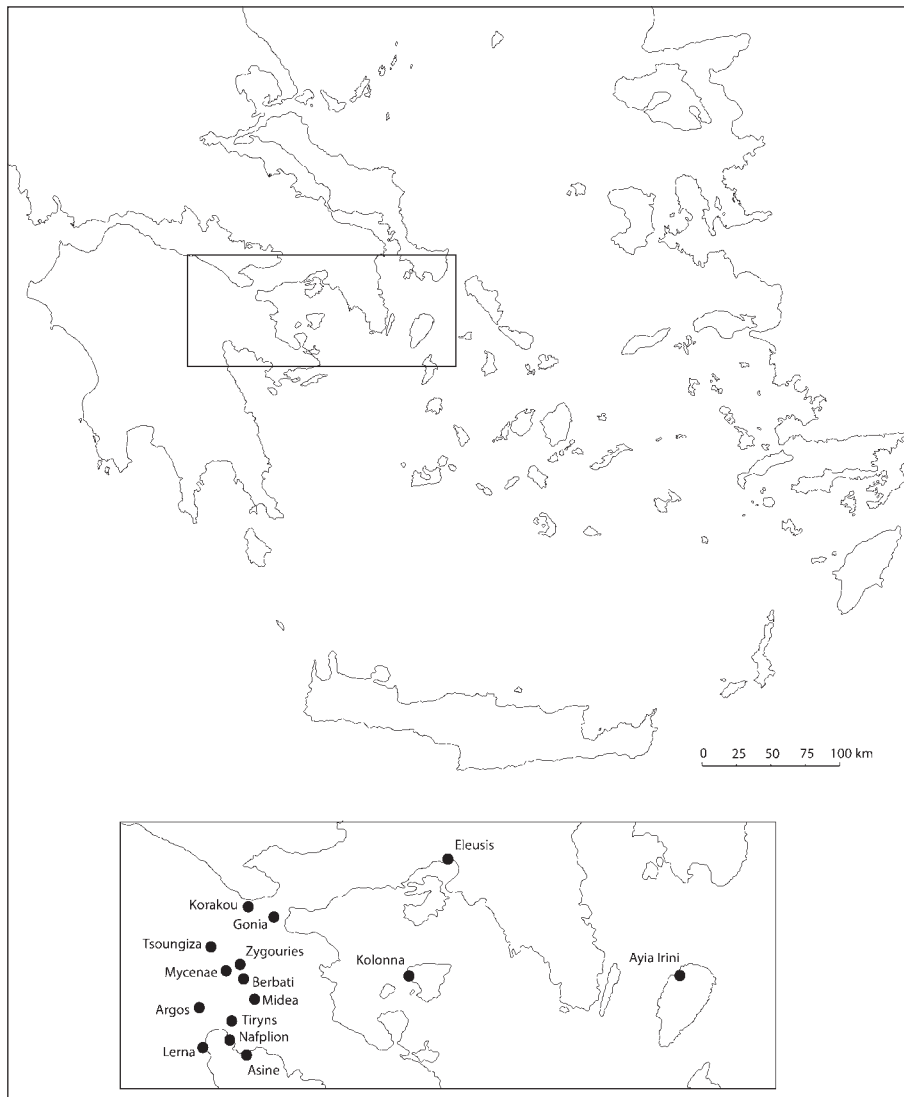 0 25 50 75 100 km
Eleusis
Korakou
Gonia
Tsoungiza
Zygouries
Kolonna
Ayia Irini
Mycenae
Berbati
Midea
Argos
Tiryns
Nafplion
Lerna
Asine